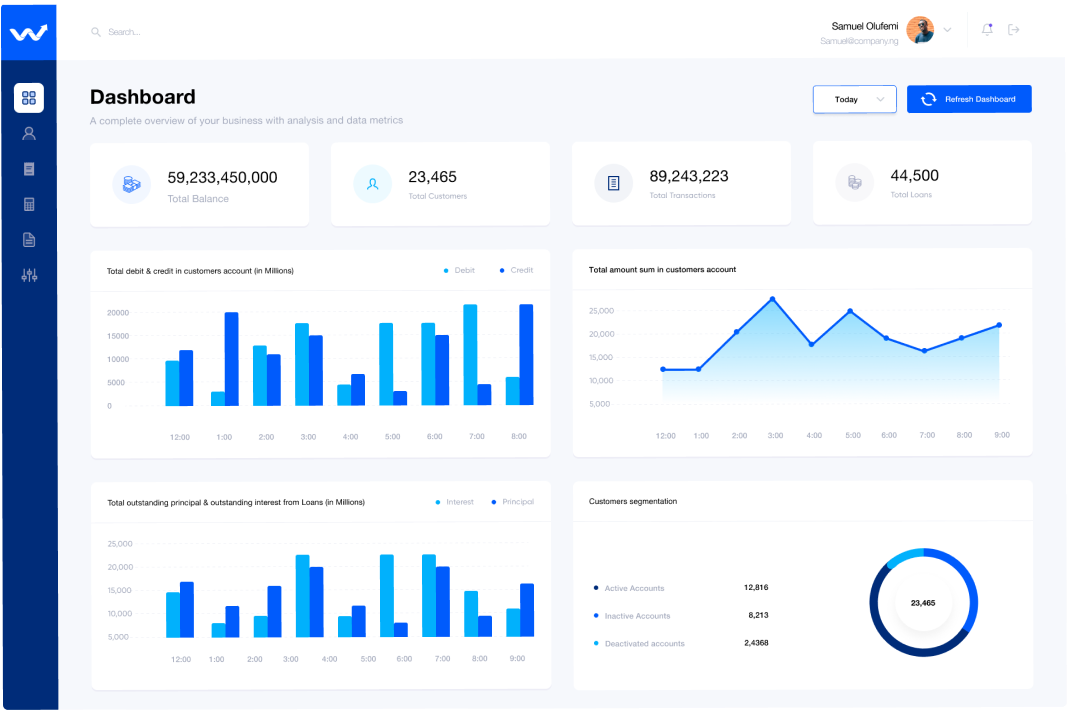 Search...
Samuel Olufemi
Samuel@company.ng
Dashboard
A complete overview of your business with analysis and data metrics
Today
Refresh Dashboard
59,233,450,000
Total Balance
23,465
Total Customers
89,243,223
Total Transactions
44,500
Total Loans
Total debit & credit in customers account (in Millions)
Debit
Credit
20000
15000
10000
5000
0
12:00 1:00 2:00 3:00 4:00 5:00 6:00 7:00 8:00
Total amount sum in customers account
25,000
20,000
15,000
10,000
5,000
12:00 1:00 2:00 3:00 4:00 5:00 6:00 7:00 8:00 9:00
Total outstanding principal & outstanding interest from Loans (in Millions)
Interest
Principal
25,000
20,000
15,000
10,000
5,000
12:00 1:00 2:00 3:00 4:00 5:00 6:00 7:00 8:00 9:00
Customers segmentation
Active Accounts 12,816
Inactive Accounts 8,213
Deactivated accounts 2,4368
23,465